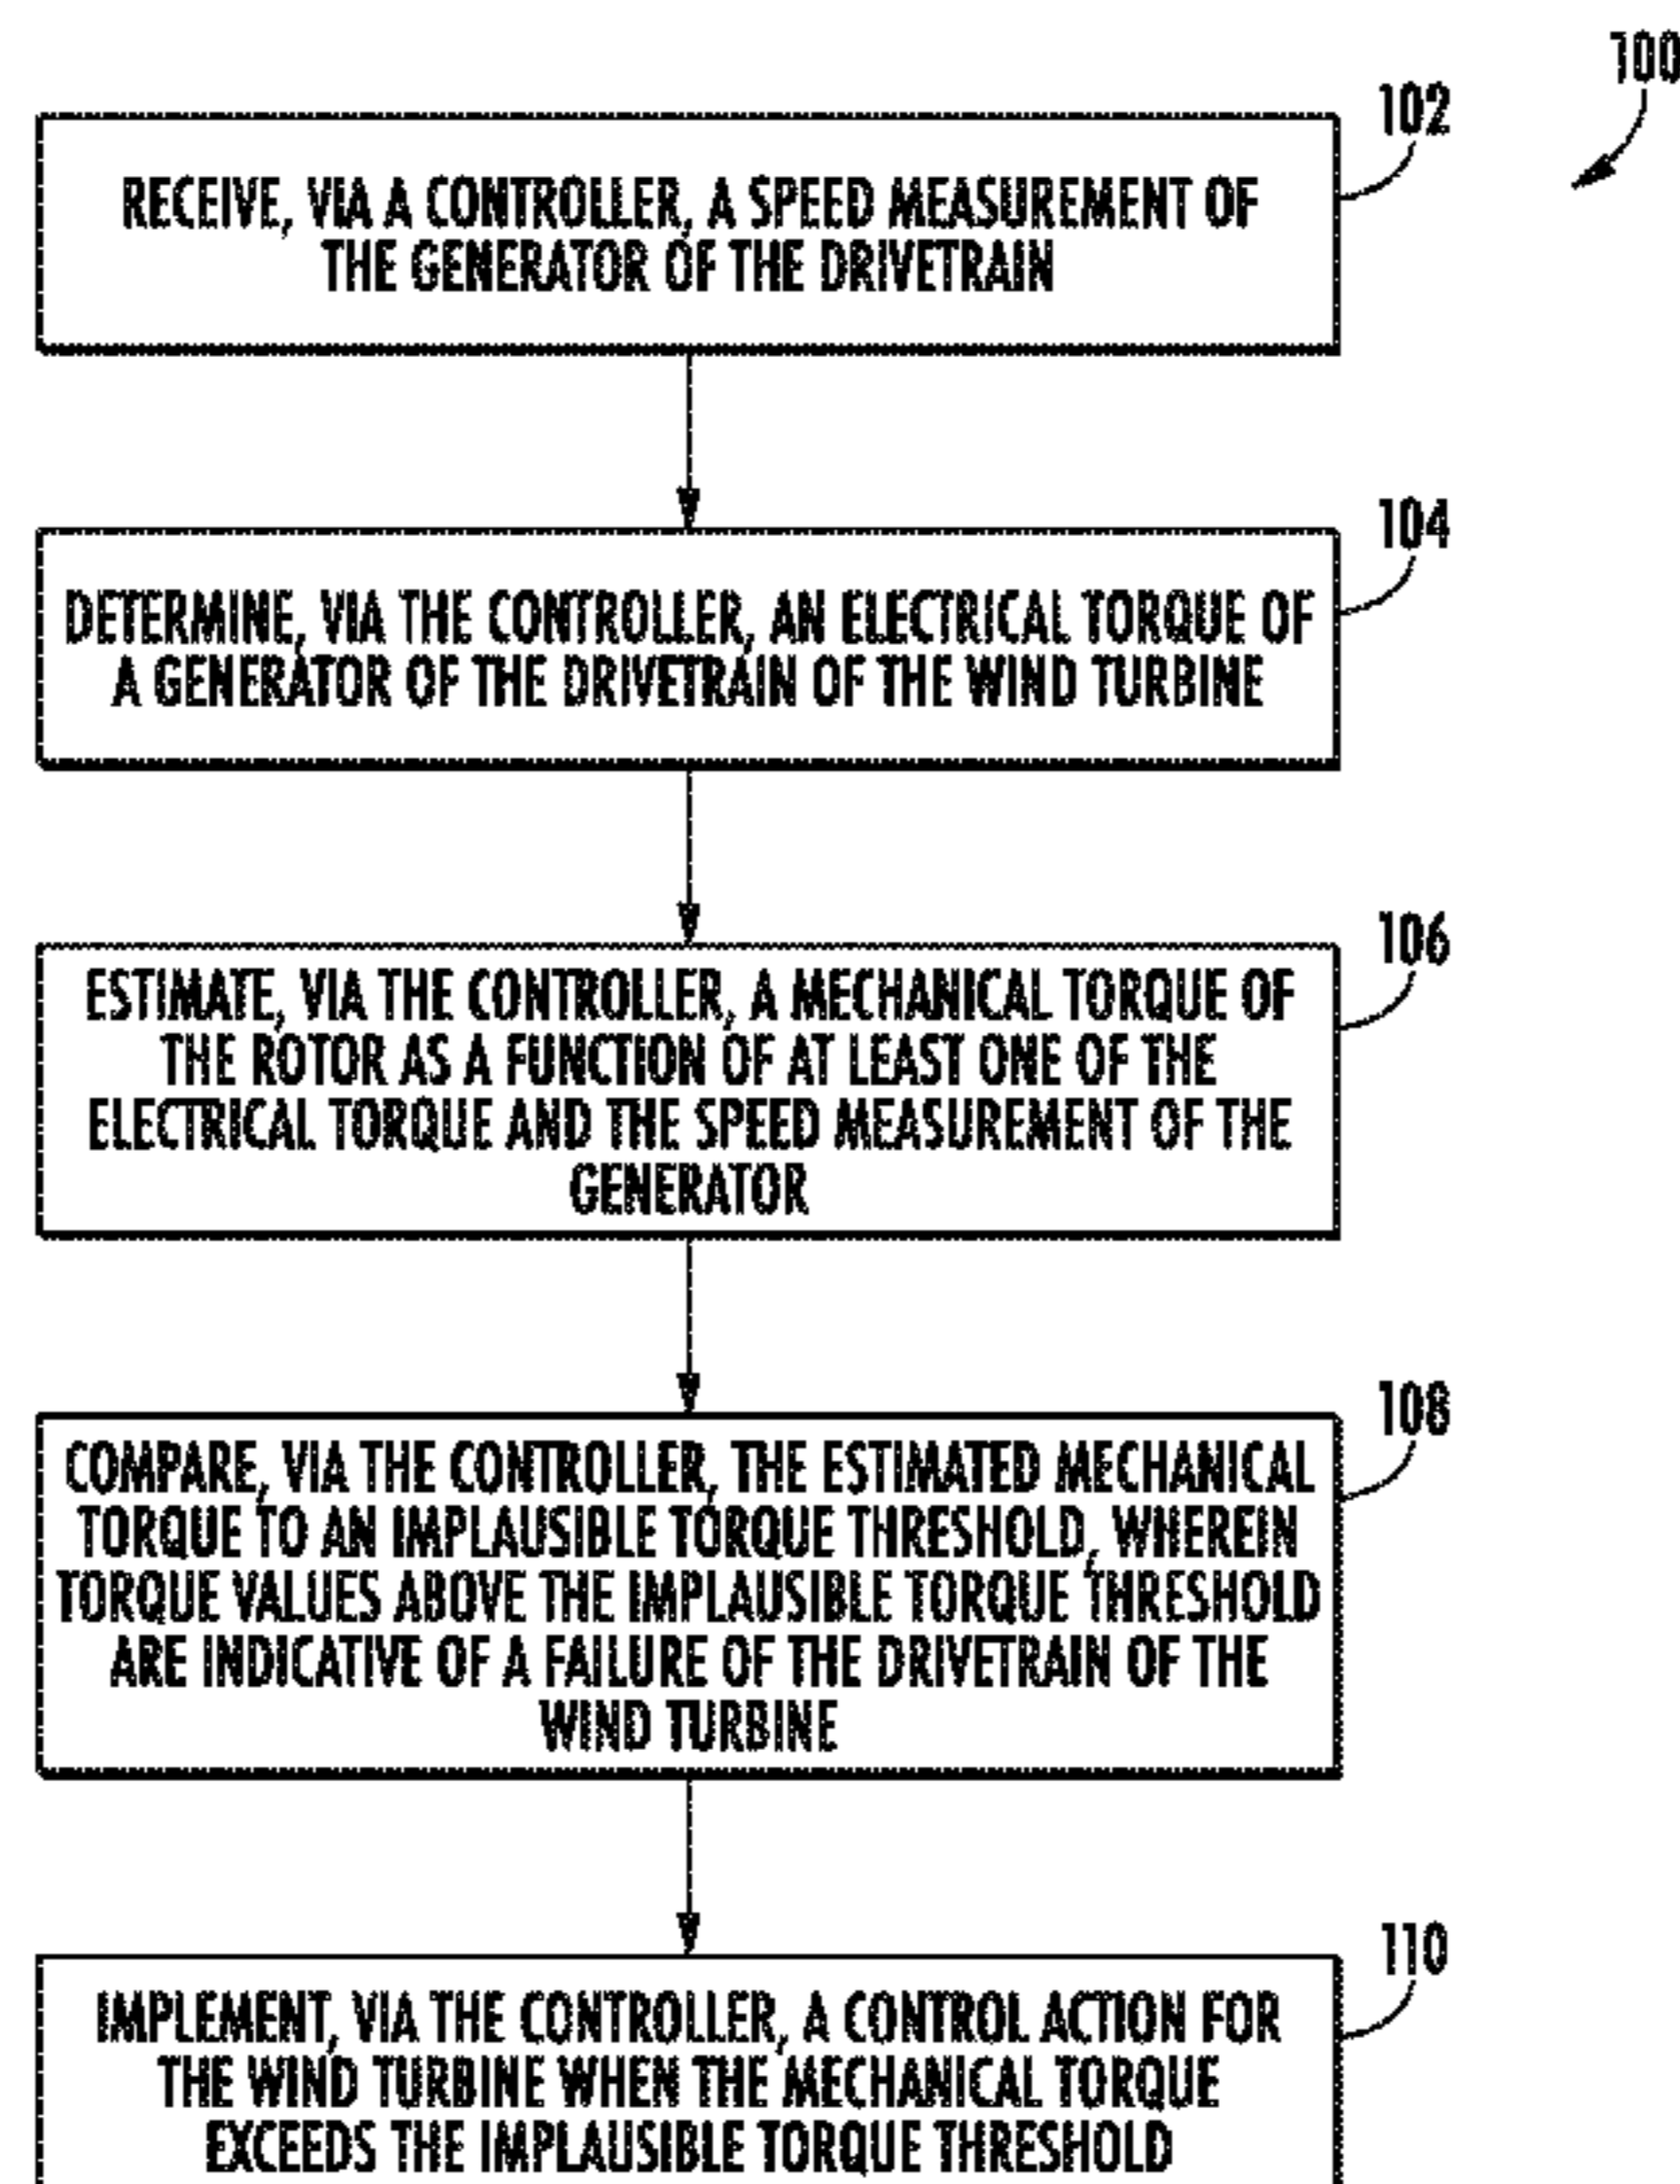 100
102
RECEIVE, VIA A CONTROLLER, A SPEED MEASUREMENT OF
THE GENERATOR OF THE DRIVETRAIN
104
DETERMINE, VIA THE CONTROLLER, AN ELECTRICAL TORQUE OF
A GENERATOR OF THE DRIVETRAIN OF THE WIND TURBINE
106
ESTIMATE, VIA THE CONTROLLER, A MECHANICAL TORQUE OF
THE ROTOR AS A FUNCTION OF AT LEAST ONE OF THE
ELECTRICAL TORQUE AND THE SPEED MEASUREMENT OF THE
GENERATOR
108
COMPARE, VIA THE CONTROLLER, THE ESTIMATED MECHANICAL
TORQUE TO AN IMPLAUSIBLE TORQUE THRESHOLD, WHEREIN
TORQUE VALUES ABOVE THE IMPLAUSIBLE TORQUE THRESHOLD
ARE INDICATIVE OF A FAILURE OF THE DRIVETRAIN OF THE
WIND TURBINE
110
IMPLEMENT, VIA THE CONTROLLER, A CONTROL ACTION FOR
THE WIND TURBINE WHEN THE MECHANICAL TORQUE
EXCEEDS THE IMPLAUSIBLE TORQUE THRESHOLD